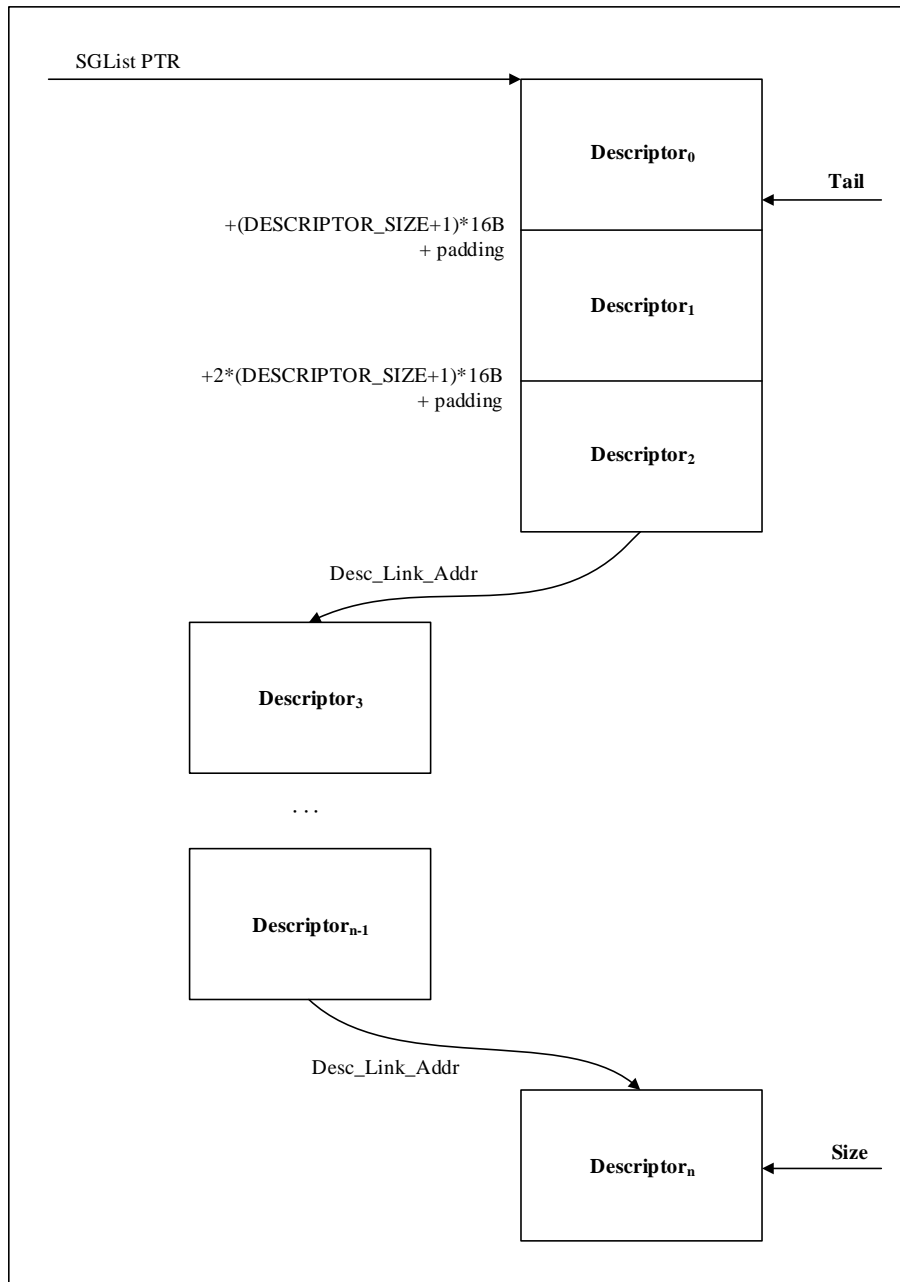 SGList PTR
Descriptor₀
Tail
+(DESCRIPTOR_SIZE+1)*16B
+ padding
Descriptor₁
+2*(DESCRIPTOR_SIZE+1)*16B
+ padding
Descriptor₂
Desc_Link_Addr
Descriptor₃
. . .
Descriptorₙ₋₁
Desc_Link_Addr
Size
Descriptorₙ